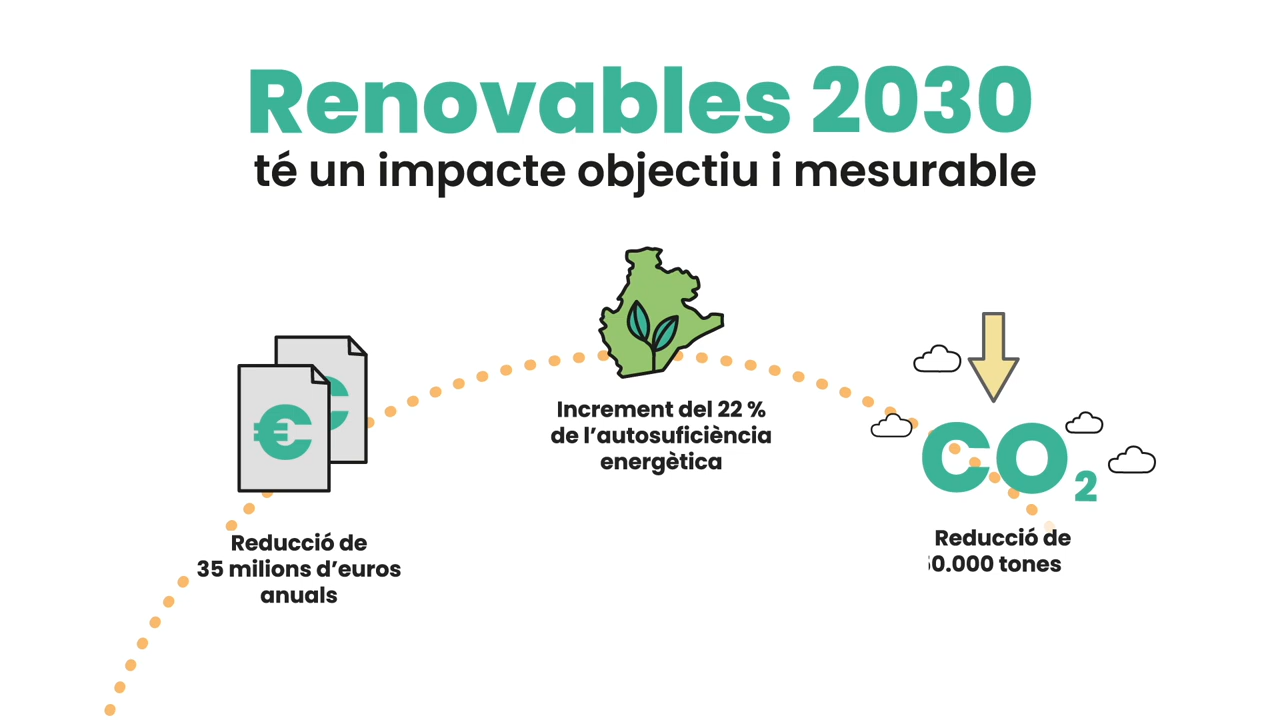 Renovables 2030
té un impacte objectiu i mesurable
€
€
Increment del 22 %
de l’autosuficiència
energètica
CO₂
Reducció de
35 milions d’euros
anuals
Reducció de
tones